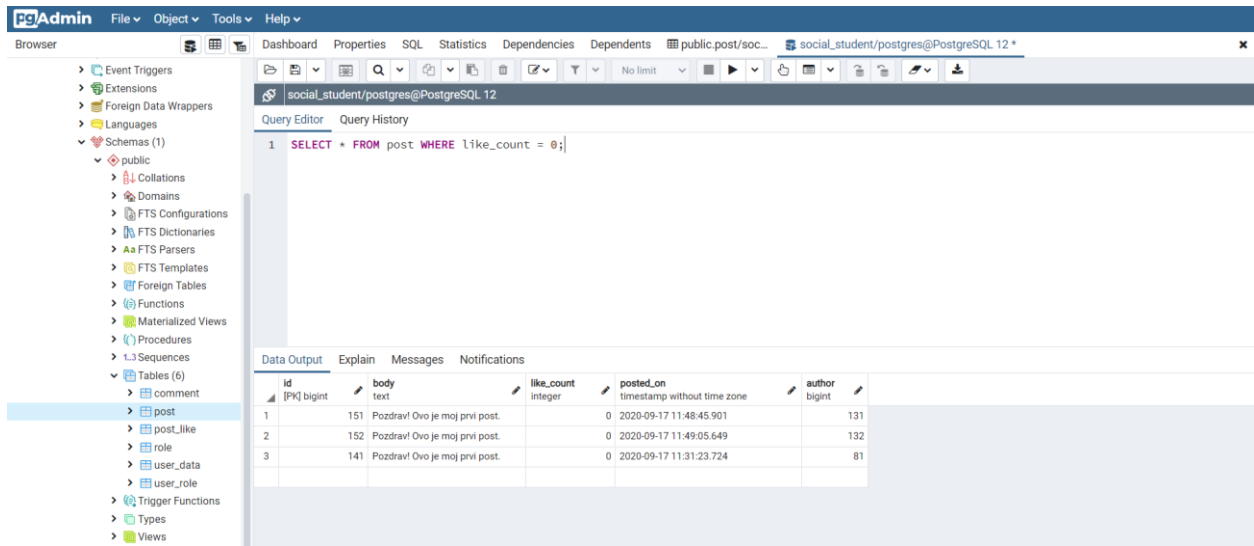 pgAdmin File Object Tools Help
Browser Dashboard Properties SQL Statistics Dependencies Dependents public.post/soc... social_student/postgres@PostgreSQL 12 *
No limit
social_student/postgres@PostgreSQL 12
Query Editor Query History
1 SELECT * FROM post WHERE like_count = 0;
Event Triggers
Extensions
Foreign Data Wrappers
Languages
Schemas (1)
public
Collations
Domains
FTS Configurations
FTS Dictionaries
Aa FTS Parsers
FTS Templates
Foreign Tables
Functions
Materialized Views
Procedures
1..3 Sequences
Tables (6)
comment
post
post_like
role
user_data
user_role
Trigger Functions
Types
Views
Data Output Explain Messages Notifications
id body like_count posted_on author
[PK] bigint text integer timestamp without time zone bigint
1 151 Pozdrav! Ovo je moj prvi post. 0 2020-09-17 11:48:45.901 131
2 152 Pozdrav! Ovo je moj prvi post. 0 2020-09-17 11:49:05.649 132
3 141 Pozdrav! Ovo je moj prvi post. 0 2020-09-17 11:31:23.724 81